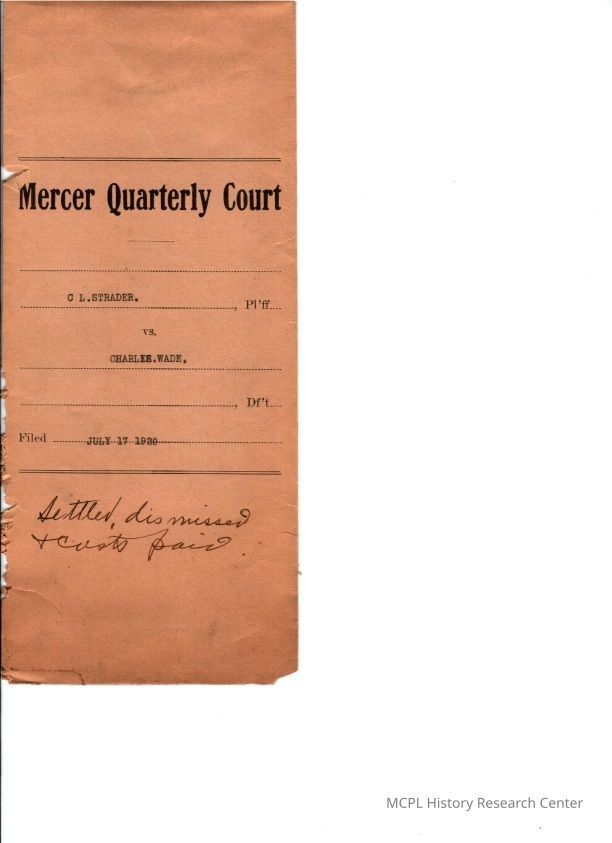 Mercer Quarterly Court
C L.STRADER. , Pl'ff
vs.
CHARLIE.WADE,
, Df't
Filed JULY 17 1920
Settled, dismissed
& costs paid.
MCPL History Research Center